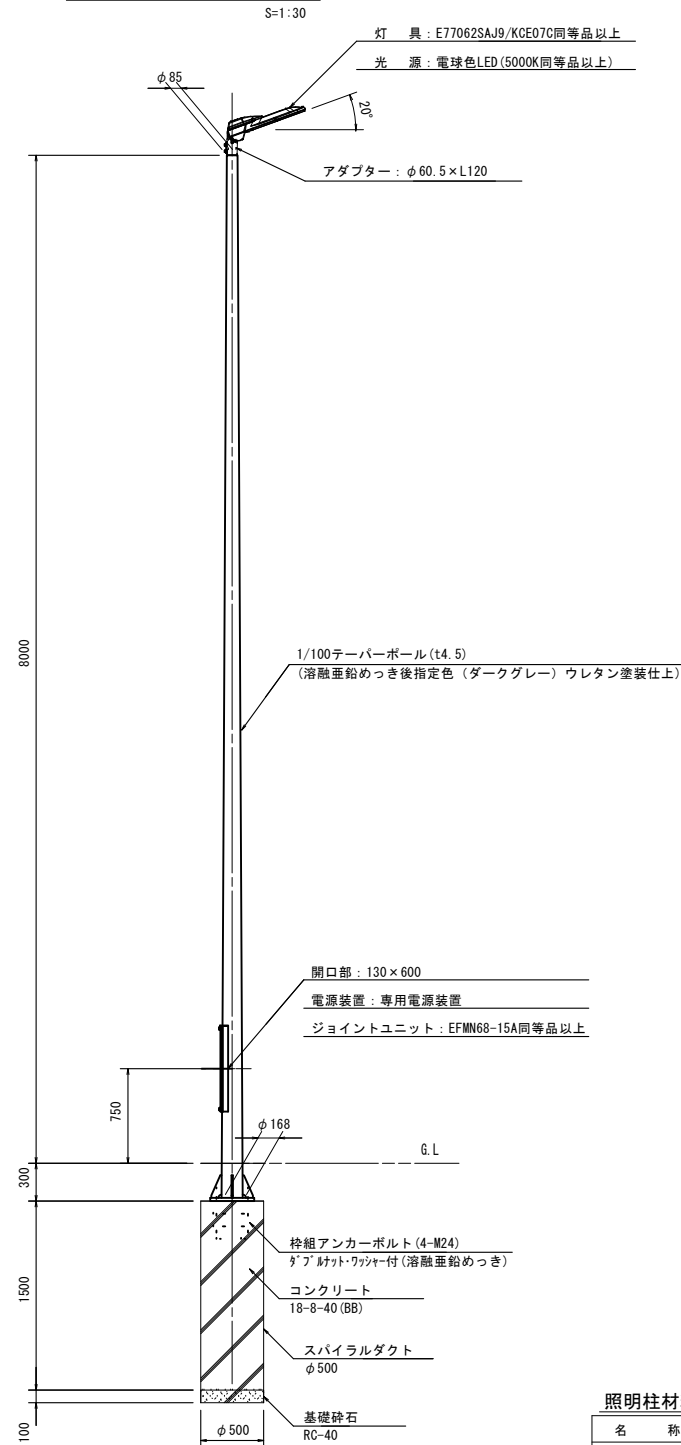 S=1:30
灯　具：E77062SAJ9/KCE07C同等品以上
光　源：電球色LED(5000K同等品以上)
φ85
20°
アダプター：φ60.5×L120
8000
1/100テーパーポール(t4.5)
(溶融亜鉛めっき後指定色（ダークグレー）ウレタン塗装仕上)
開口部：130×600
電源装置：専用電源装置
ジョイントユニット：EFMN68-15A同等品以上
750
φ168
G.L
300
枠組アンカーボルト(4-M24)
ダブルナット・ワッシャー付(溶融亜鉛めっき)
1500
コンクリート
18-8-40(BB)
スパイラルダクト
φ500
基礎砕石
RC-40
100
φ500
照明柱材
名　称